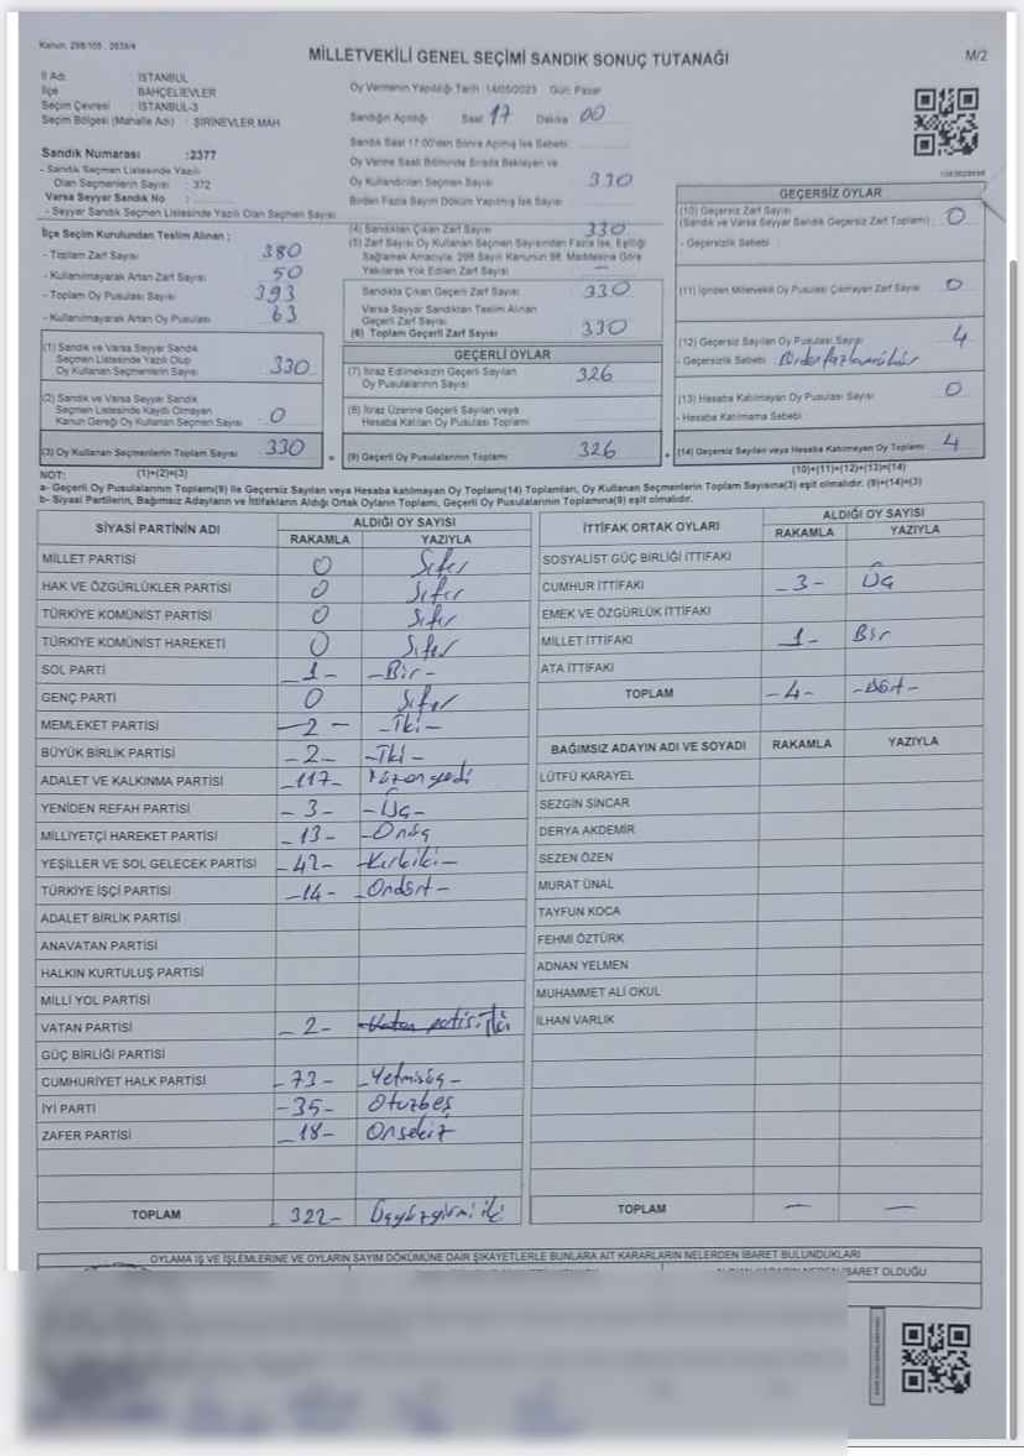 Kanun: 298/105 , 2839/4
MİLLETVEKİLİ GENEL SEÇİMİ SANDIK SONUÇ TUTANAĞI
M/2
İl Adı : İSTANBUL
İlçe : BAHÇELİEVLER
Seçim Çevresi : İSTANBUL-3
Seçim Bölgesi (Mahalle Adı) : ŞİRİNEVLER MAH
Sandık Numarası :2377
- Sandık Seçmen Listesinde Yazılı
Olan Seçmenlerin Sayısı : 372
Varsa Seyyar Sandık No :
- Seyyar Sandık Seçmen Listesinde Yazılı Olan Seçmen Sayısı
Oy Vermenin Yapıldığı Tarih :14/05/2023 Gün: Pazar
Sandığın Açıldığı Saat 17 Dakika 00
Sandık Saat 17:00'den Sonra Açılmış İse Sebebi:
Oy Verme Saati Bitiminde Sırada Bekleyen ve
Oy Kullandırılan Seçmen Sayısı 330
Birden Fazla Sayım Döküm Yapılmış İse Sayısı
İlçe Seçim Kurulundan Teslim Alınan ;
- Toplam Zarf Sayısı 380
- Kullanılmayarak Artan Zarf Sayısı 50
- Toplam Oy Pusulası Sayısı 393
- Kullanılmayarak Artan Oy Pusulası 63
(4) Sandıktan Çıkan Zarf Sayısı 330
(5) Zarf Sayısı Oy Kullanan Seçmen Sayısından Fazla İse, Eşitliği
Sağlamak Amacıyla, 298 Sayılı Kanunun 98. Maddesine Göre
Yakılarak Yok Edilen Zarf Sayısı —
Sandıkta Çıkan Geçerli Zarf Sayısı 330
Varsa Seyyar Sandıktan Teslim Alınan
Geçerli Zarf Sayısı
(6) Toplam Geçerli Zarf Sayısı 330
GEÇERSİZ OYLAR
(10) Geçersiz Zarf Sayısı
(Sandık ve Varsa Seyyar Sandık Geçersiz Zarf Toplamı) 0
- Geçersizlik Sebebi :
(11) İçinden Milletvekili Oy Pusulası Çıkmayan Zarf Sayısı 0
(12) Geçersiz Sayılan Oy Pusulası Sayısı 4
- Geçersizlik Sebebi
(13) Hesaba Katılmayan Oy Pusulası Sayısı 0
- Hesaba Katılmama Sebebi
(14) Geçersiz Sayılan veya Hesaba Katılmayan Oy Toplamı 4
(10)+(11)+(12)+(13)=(14)
(1) Sandık ve Varsa Seyyar Sandık
Seçmen Listesinde Yazılı Olup
Oy Kullanan Seçmenlerin Sayısı 330
(2) Sandık ve Varsa Seyyar Sandık
Seçmen Listesinde Kayıtlı Olmayan
Kanun Gereği Oy Kullanan Seçmen Sayısı 0
(3) Oy Kullanan Seçmenlerin Toplam Sayısı 330
(1)+(2)=(3)
GEÇERLİ OYLAR
(7) İtiraz Edilmeksizin Geçerli Sayılan
Oy Pusulalarının Sayısı 326
(8) İtiraz Üzerine Geçerli Sayılan veya
Hesaba Katılan Oy Pusulası Toplamı
(9) Geçerli Oy Pusulalarının Toplamı 326
NOT:
a- Geçerli Oy Pusulalarının Toplamı(9) ile Geçersiz Sayılan veya Hesaba katılmayan Oy Toplamı(14) Toplamları, Oy Kullanan Seçmenlerin Toplam Sayısına(3) eşit olmalıdır. (9)+(14)=(3)
b- Siyasi Partilerin, Bağımsız Adayların ve İttifakların Aldığı Ortak Oyların Toplamı, Geçerli Oy Pusulalarının Toplamına(9) eşit olmalıdır.
SİYASİ PARTİNİN ADI ALDIĞI OY SAYISI
RAKAMLA YAZIYLA
MİLLET PARTİSİ 0 Sıfır
HAK VE ÖZGÜRLÜKLER PARTİSİ 0 Sıfır
TÜRKİYE KOMÜNİST PARTİSİ 0 Sıfır
TÜRKİYE KOMÜNİST HAREKETİ 0 Sıfır
SOL PARTİ -1- -Bir-
GENÇ PARTİ 0 Sıfır
MEMLEKET PARTİSİ -2- -İki-
BÜYÜK BİRLİK PARTİSİ -2- -İki-
ADALET VE KALKINMA PARTİSİ -117- Yüzonyedi
YENİDEN REFAH PARTİSİ -3- -Üç-
MİLLİYETÇİ HAREKET PARTİSİ -13- -Onüç
YEŞİLLER VE SOL GELECEK PARTİSİ -42- -Kırkiki-
TÜRKİYE İŞÇİ PARTİSİ -14- -Ondört-
ADALET BİRLİK PARTİSİ
ANAVATAN PARTİSİ
HALKIN KURTULUŞ PARTİSİ
MİLLİ YOL PARTİSİ
VATAN PARTİSİ -2- İki
GÜÇ BİRLİĞİ PARTİSİ
CUMHURİYET HALK PARTİSİ -73- -Yetmişüç-
İYİ PARTİ -35- Otuzbeş
ZAFER PARTİSİ -18- Onsekiz
TOPLAM 322- Üçyüzyirmi iki
İTTİFAK ORTAK OYLARI ALDIĞI OY SAYISI
RAKAMLA YAZIYLA
SOSYALİST GÜÇ BİRLİĞİ İTTİFAKI
CUMHUR İTTİFAKI -3- Üç
EMEK VE ÖZGÜRLÜK İTTİFAKI
MİLLET İTTİFAKI 1- Bir
ATA İTTİFAKI
TOPLAM -4- -Dört-
BAĞIMSIZ ADAYIN ADI VE SOYADI RAKAMLA YAZIYLA
LÜTFÜ KARAYEL
SEZGİN SİNCAR
DERYA AKDEMİR
SEZEN ÖZEN
MURAT ÜNAL
TAYFUN KOCA
FEHMİ ÖZTÜRK
ADNAN YELMEN
MUHAMMET ALİ OKUL
İLHAN VARLIK
TOPLAM — —
OYLAMA İŞ VE İŞLEMLERİNE VE OYLARIN SAYIM DÖKÜMÜNE DAİR ŞİKAYETLERLE BUNLARA AİT KARARLARIN NELERDEN İBARET BULUNDUKLARI
İBARET OLDUĞU